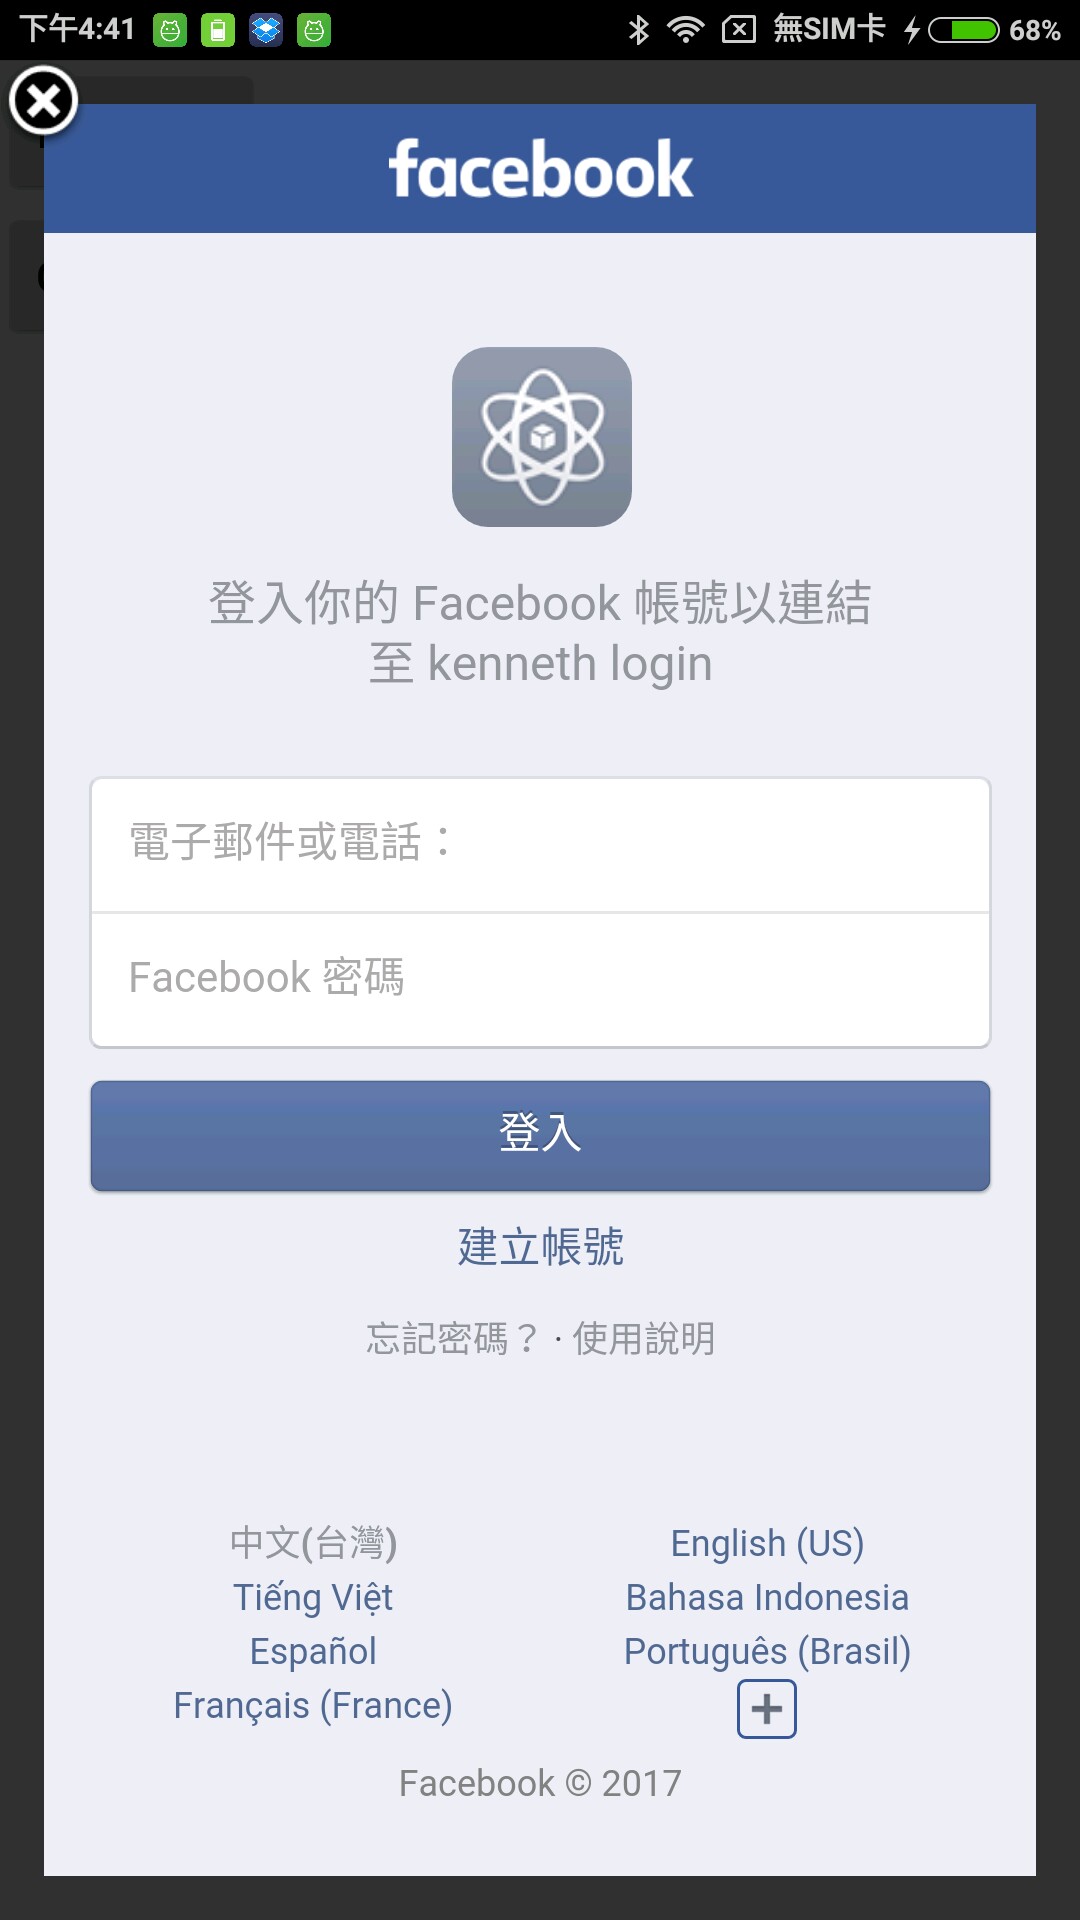 下午4:41 無SIM卡 68%
facebook
登入你的 Facebook 帳號以連結
至 kenneth login
電子郵件或電話：
Facebook 密碼
登入
建立帳號
忘記密碼？ · 使用說明
中文(台灣) English (US)
Tiếng Việt Bahasa Indonesia
Español Português (Brasil)
Français (France)
Facebook © 2017